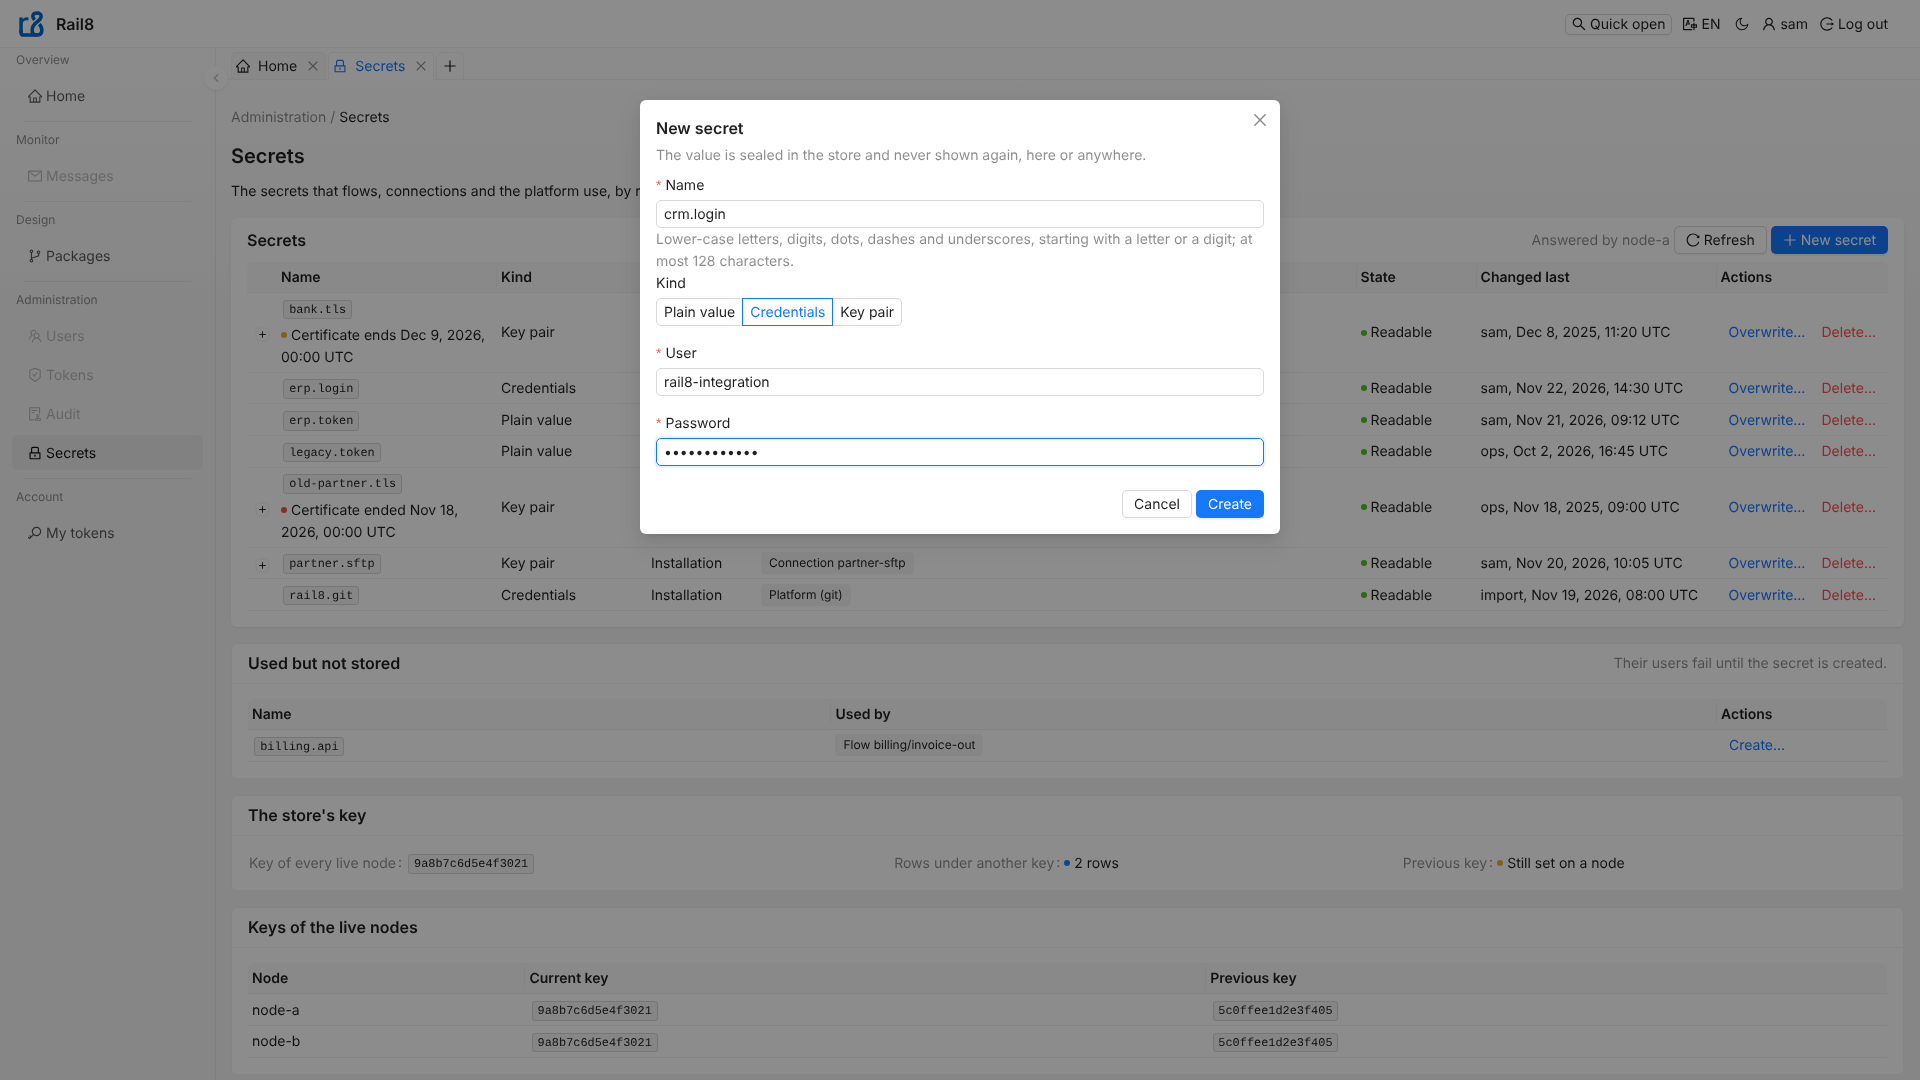 r8 Rail8
Quick open EN sam Log out
Overview
Home
Monitor
Messages
Design
Packages
Administration
Users
Tokens
Audit
Secrets
Account
My tokens
Home Secrets
Administration / Secrets
Secrets
The secrets that flows, connections and the platform use, by
Secrets
Answered by node-a Refresh New secret
Name Kind State Changed last Actions
bank.tls
Certificate ends Dec 9, 2026, 00:00 UTC
Key pair Readable sam, Dec 8, 2025, 11:20 UTC Overwrite... Delete...
erp.login Credentials Readable sam, Nov 22, 2026, 14:30 UTC Overwrite... Delete...
erp.token Plain value Readable sam, Nov 21, 2026, 09:12 UTC Overwrite... Delete...
legacy.token Plain value Readable ops, Oct 2, 2026, 16:45 UTC Overwrite... Delete...
old-partner.tls
Certificate ended Nov 18, 2026, 00:00 UTC
Key pair Readable ops, Nov 18, 2025, 09:00 UTC Overwrite... Delete...
partner.sftp Key pair Installation Connection partner-sftp Readable sam, Nov 20, 2026, 10:05 UTC Overwrite... Delete...
rail8.git Credentials Installation Platform (git) Readable import, Nov 19, 2026, 08:00 UTC Overwrite... Delete...
New secret
The value is sealed in the store and never shown again, here or anywhere.
* Name
crm.login
Lower-case letters, digits, dots, dashes and underscores, starting with a letter or a digit; at
most 128 characters.
Kind
Plain value Credentials Key pair
* User
rail8-integration
* Password
••••••••••••
Cancel Create
Used but not stored
Their users fail until the secret is created.
Name Used by Actions
billing.api Flow billing/invoice-out Create...
The store's key
Key of every live node: 9a8b7c6d5e4f3021 Rows under another key: 2 rows Previous key: Still set on a node
Keys of the live nodes
Node Current key Previous key
node-a 9a8b7c6d5e4f3021 5c0ffee1d2e3f405
node-b 9a8b7c6d5e4f3021 5c0ffee1d2e3f405